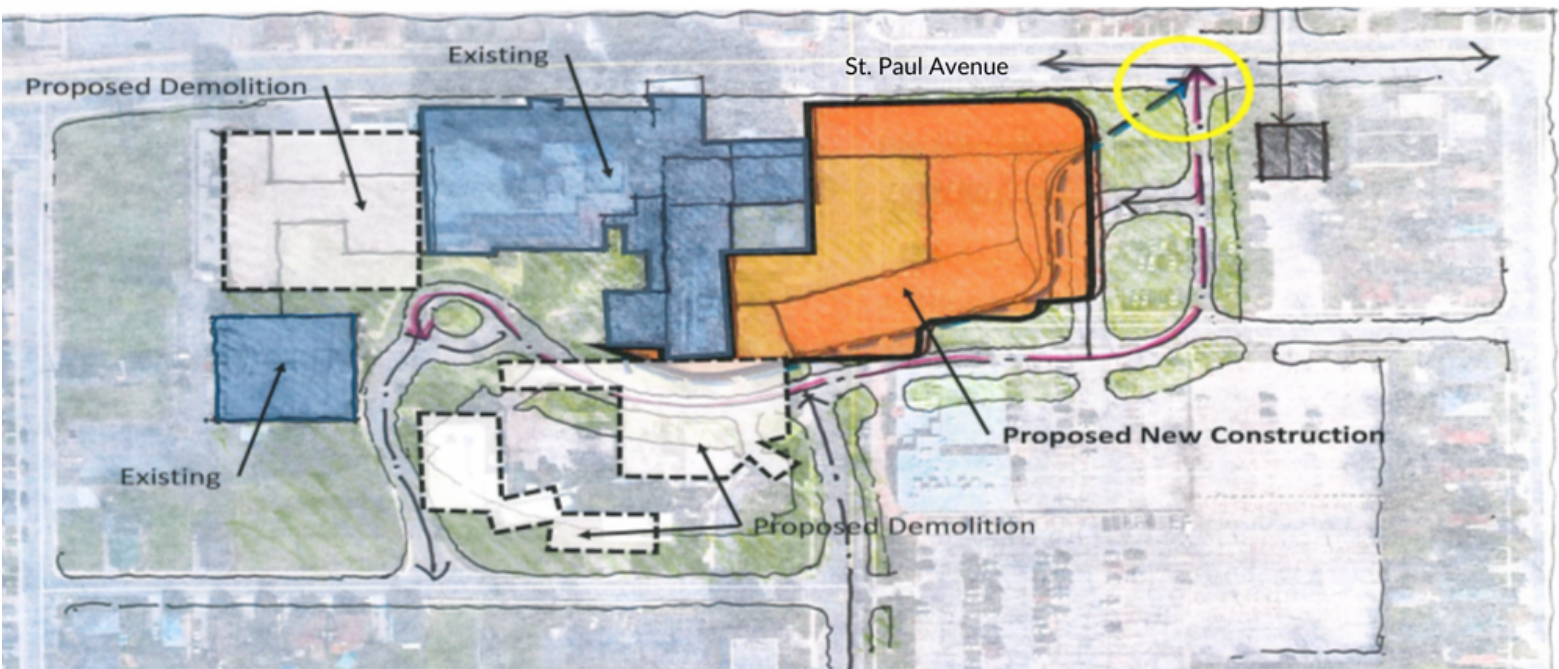 Existing
St. Paul Avenue
Proposed Demolition
Proposed New Construction
Existing
Proposed Demolition